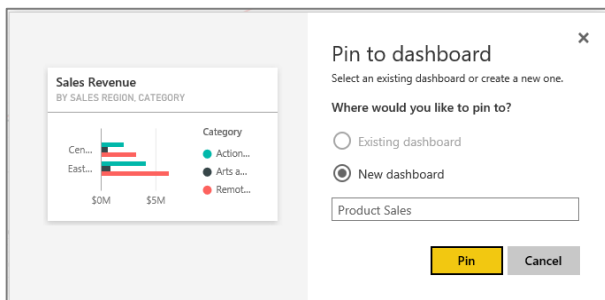 Sales Revenue
BY SALES REGION, CATEGORY
Category
Cen...
East...
Action...
Arts a...
Remot...
$0M $5M
Pin to dashboard
Select an existing dashboard or create a new one.
Where would you like to pin to?
Existing dashboard
New dashboard
Product Sales
Pin Cancel